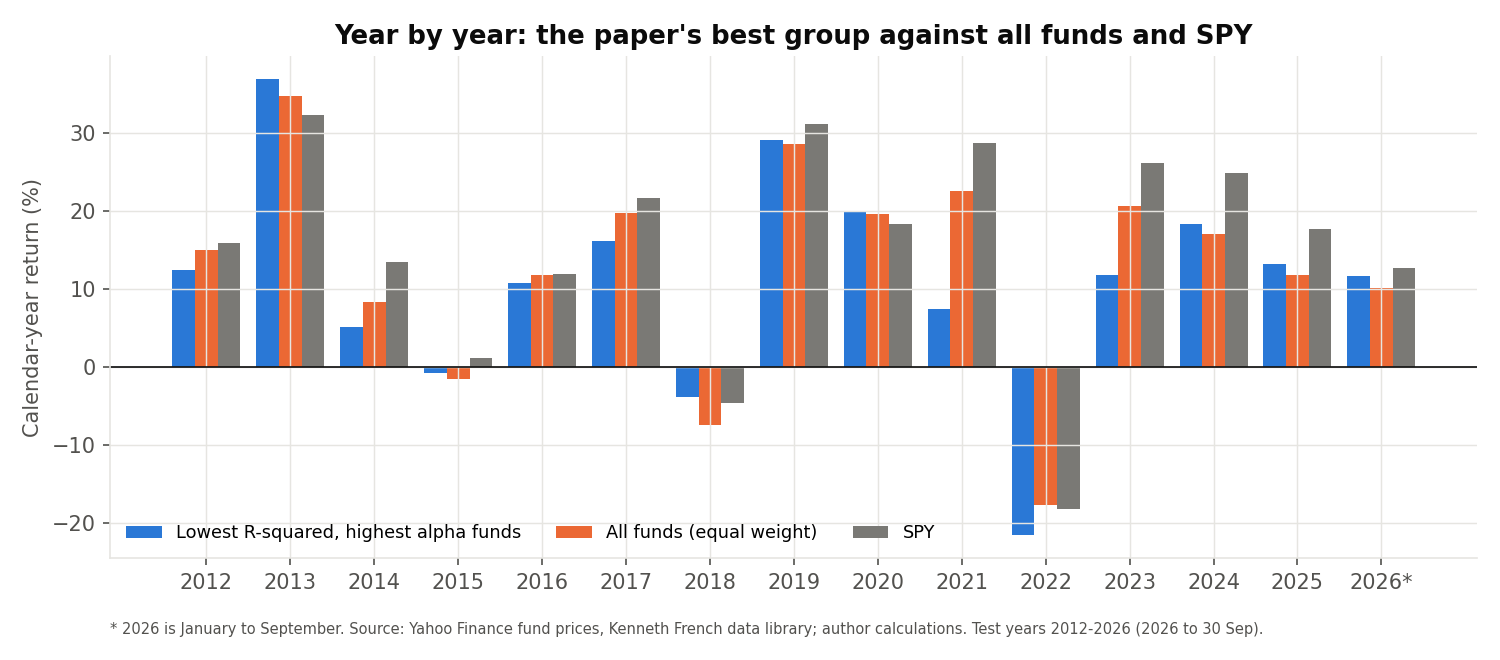 Year by year: the paper's best group against all funds and SPY
Calendar-year return (%)
30
20
10
0
−10
−20
Lowest R-squared, highest alpha funds
All funds (equal weight)
SPY
2012 2013 2014 2015 2016 2017 2018 2019 2020 2021 2022 2023 2024 2025 2026*
* 2026 is January to September. Source: Yahoo Finance fund prices, Kenneth French data library; author calculations. Test years 2012-2026 (2026 to 30 Sep).